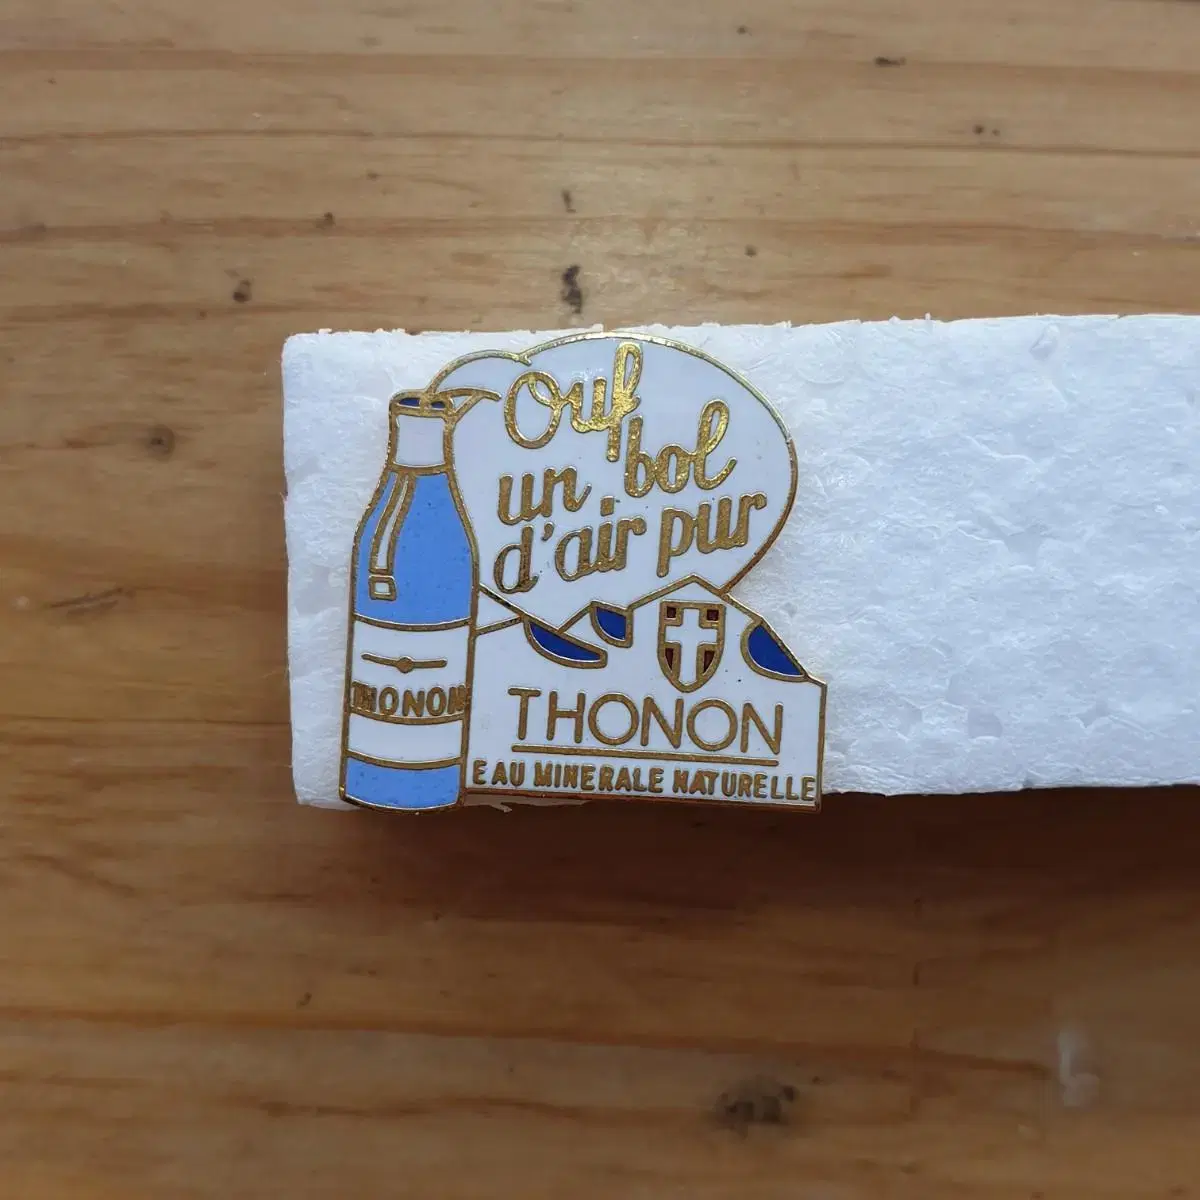 Ouf
un bol
d'air pur
THONON
THONON
EAU MINERALE NATURELLE